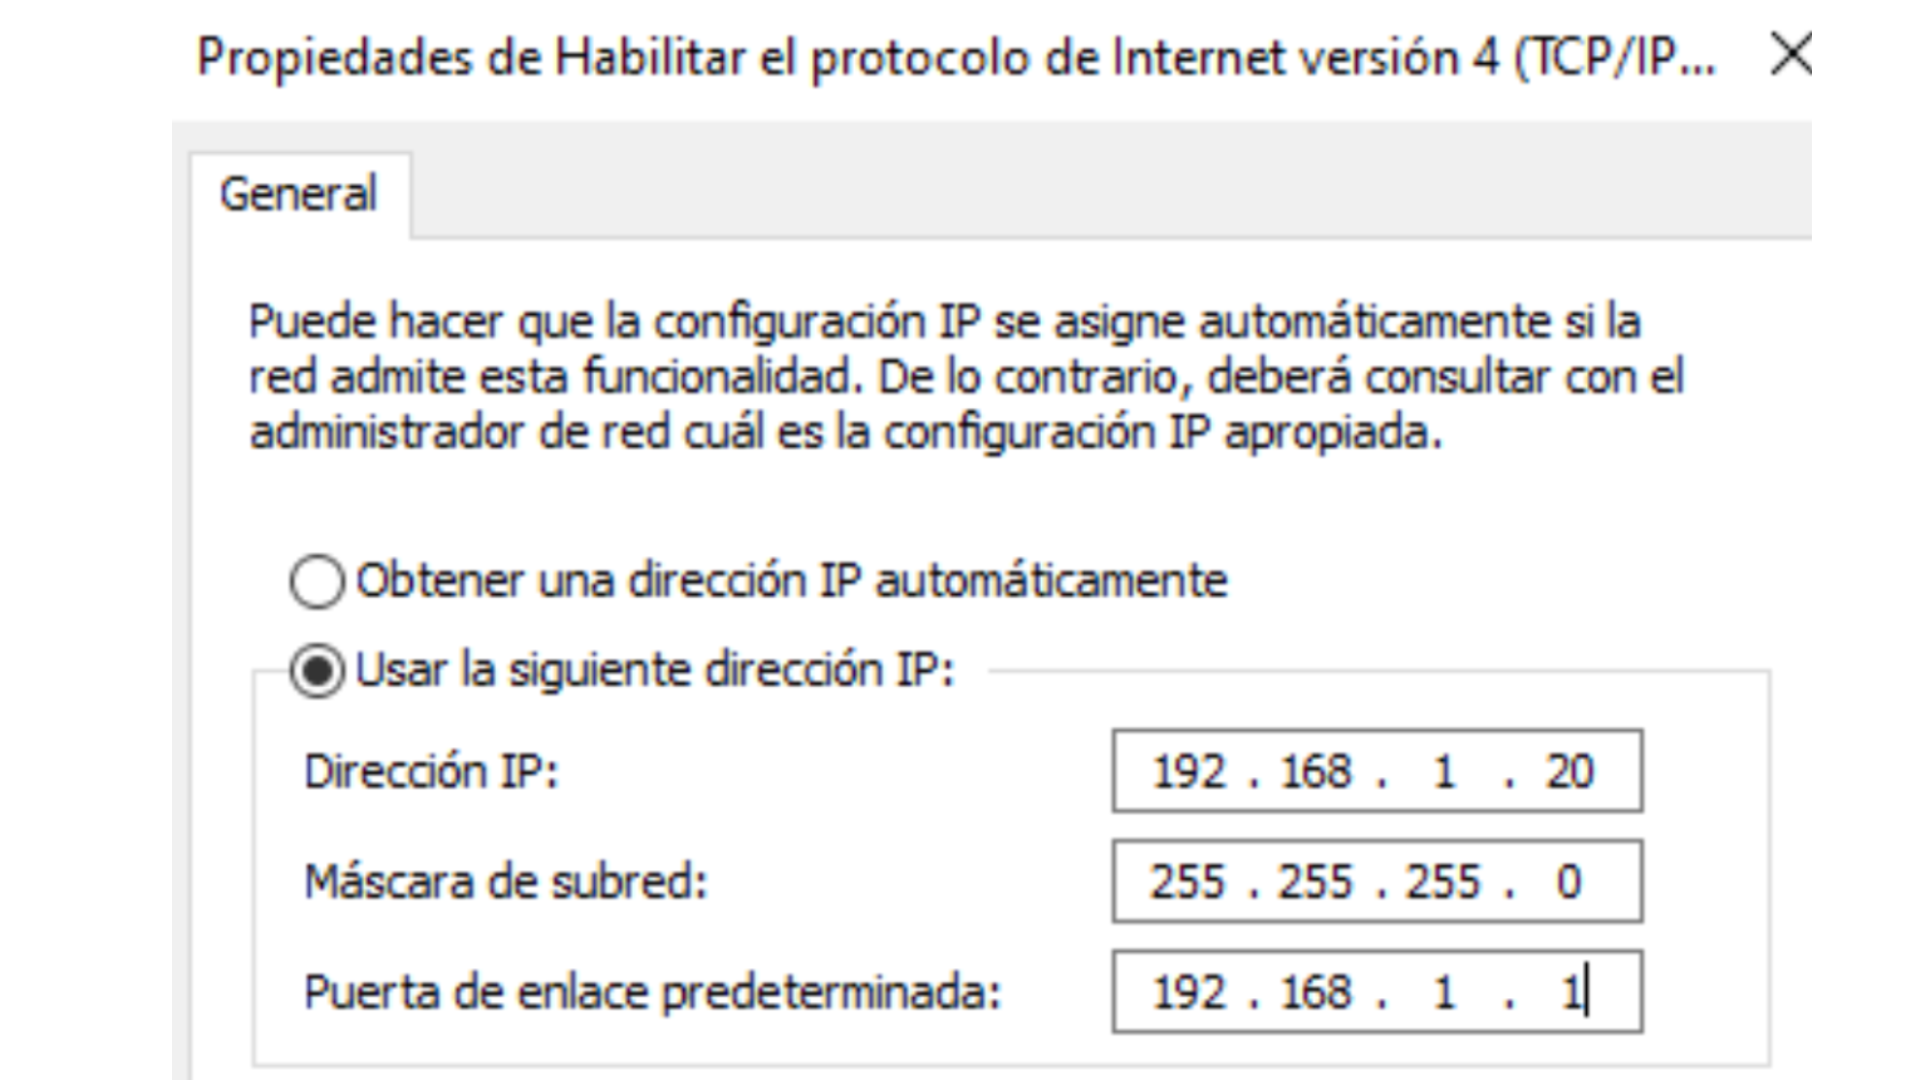 Propiedades de Habilitar el protocolo de Internet versión 4 (TCP/IP...
General
Puede hacer que la configuración IP se asigne automáticamente si la
red admite esta funcionalidad. De lo contrario, deberá consultar con el
administrador de red cuál es la configuración IP apropiada.
Obtener una dirección IP automáticamente
Usar la siguiente dirección IP:
Dirección IP: 192 . 168 . 1 . 20
Máscara de subred: 255 . 255 . 255 . 0
Puerta de enlace predeterminada: 192 . 168 . 1 . 1